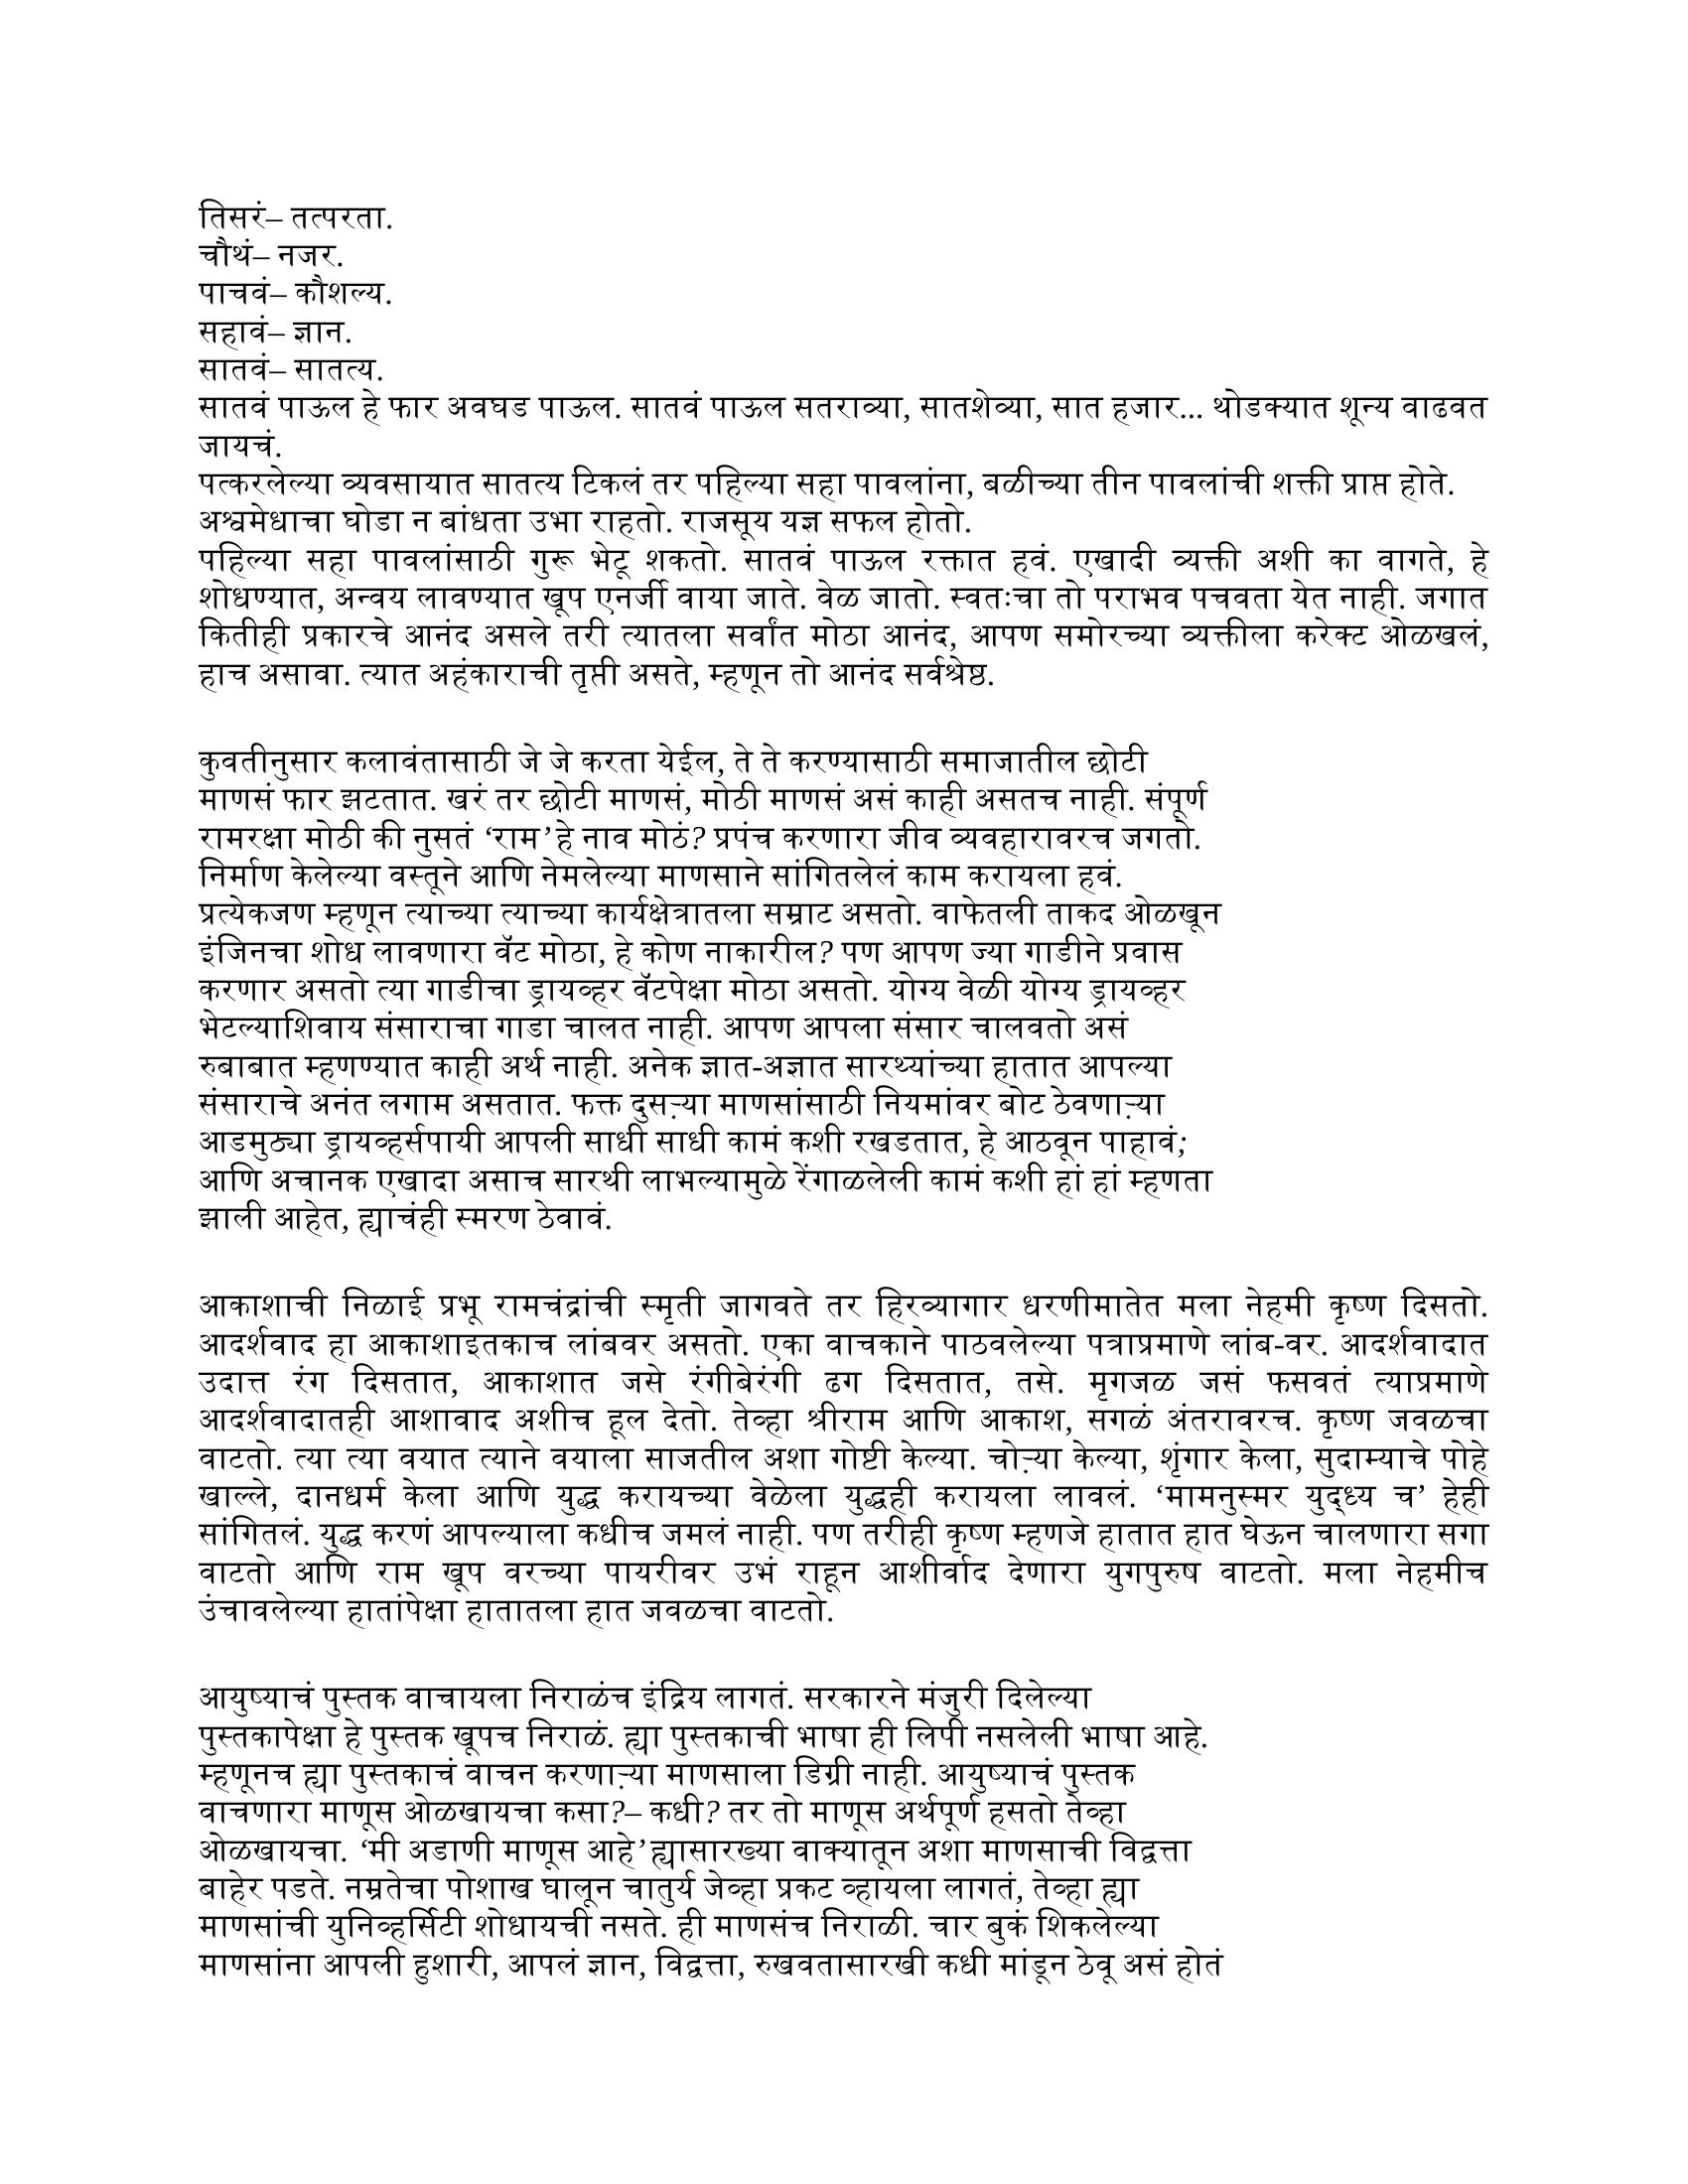 तिसरं– तत्परता.
चौथं– नजर.
पाचवं– कौशल्य.
सहावं– ज्ञान.
सातवं– सातत्य.
सातवं पाऊल हे फार अवघड पाऊल. सातवं पाऊल सतराव्या, सातशेव्या, सात हजार... थोडक्यात शून्य वाढवत
जायचं.
पत्करलेल्या व्यवसायात सातत्य टिकलं तर पहिल्या सहा पावलांना, बळीच्या तीन पावलांची शक्ती प्राप्त होते.
अश्वमेधाचा घोडा न बांधता उभा राहतो. राजसूय यज्ञ सफल होतो.
पहिल्या सहा पावलांसाठी गुरू भेटू शकतो. सातवं पाऊल रक्तात हवं. एखादी व्यक्ती अशी का वागते, हे
शोधण्यात, अन्वय लावण्यात खूप एनर्जी वाया जाते. वेळ जातो. स्वतःचा तो पराभव पचवता येत नाही. जगात
कितीही प्रकारचे आनंद असले तरी त्यातला सर्वांत मोठा आनंद, आपण समोरच्या व्यक्तीला करेक्ट ओळखलं,
हाच असावा. त्यात अहंकाराची तृप्ती असते, म्हणून तो आनंद सर्वश्रेष्ठ.
कुवतीनुसार कलावंतासाठी जे जे करता येईल, ते ते करण्यासाठी समाजातील छोटी
माणसं फार झटतात. खरं तर छोटी माणसं, मोठी माणसं असं काही असतच नाही. संपूर्ण
रामरक्षा मोठी की नुसतं ‘राम’ हे नाव मोठं? प्रपंच करणारा जीव व्यवहारावरच जगतो.
निर्माण केलेल्या वस्तूने आणि नेमलेल्या माणसाने सांगितलेलं काम करायला हवं.
प्रत्येकजण म्हणून त्याच्या त्याच्या कार्यक्षेत्रातला सम्राट असतो. वाफेतली ताकद ओळखून
इंजिनचा शोध लावणारा वॅट मोठा, हे कोण नाकारील? पण आपण ज्या गाडीने प्रवास
करणार असतो त्या गाडीचा ड्रायव्हर वॅटपेक्षा मोठा असतो. योग्य वेळी योग्य ड्रायव्हर
भेटल्याशिवाय संसाराचा गाडा चालत नाही. आपण आपला संसार चालवतो असं
रुबाबात म्हणण्यात काही अर्थ नाही. अनेक ज्ञात-अज्ञात सारथ्यांच्या हातात आपल्या
संसाराचे अनंत लगाम असतात. फक्त दुसऱ्या माणसांसाठी नियमांवर बोट ठेवणाऱ्या
आडमुठ्या ड्रायव्हर्सपायी आपली साधी साधी कामं कशी रखडतात, हे आठवून पाहावं;
आणि अचानक एखादा असाच सारथी लाभल्यामुळे रेंगाळलेली कामं कशी हां हां म्हणता
झाली आहेत, ह्याचंही स्मरण ठेवावं.
आकाशाची निळाई प्रभू रामचंद्रांची स्मृती जागवते तर हिरव्यागार धरणीमातेत मला नेहमी कृष्ण दिसतो.
आदर्शवाद हा आकाशाइतकाच लांबवर असतो. एका वाचकाने पाठवलेल्या पत्राप्रमाणे लांब-वर. आदर्शवादात
उदात्त रंग दिसतात, आकाशात जसे रंगीबेरंगी ढग दिसतात, तसे. मृगजळ जसं फसवतं त्याप्रमाणे
आदर्शवादातही आशावाद अशीच हूल देतो. तेव्हा श्रीराम आणि आकाश, सगळं अंतरावरच. कृष्ण जवळचा
वाटतो. त्या त्या वयात त्याने वयाला साजतील अशा गोष्टी केल्या. चोऱ्या केल्या, शृंगार केला, सुदाम्याचे पोहे
खाल्ले, दानधर्म केला आणि युद्ध करायच्या वेळेला युद्धही करायला लावलं. ‘मामनुस्मर युद्ध्य च’ हेही
सांगितलं. युद्ध करणं आपल्याला कधीच जमलं नाही. पण तरीही कृष्ण म्हणजे हातात हात घेऊन चालणारा सगा
वाटतो आणि राम खूप वरच्या पायरीवर उभं राहून आशीर्वाद देणारा युगपुरुष वाटतो. मला नेहमीच
उंचावलेल्या हातांपेक्षा हातातला हात जवळचा वाटतो.
आयुष्याचं पुस्तक वाचायला निराळंच इंद्रिय लागतं. सरकारने मंजुरी दिलेल्या
पुस्तकापेक्षा हे पुस्तक खूपच निराळं. ह्या पुस्तकाची भाषा ही लिपी नसलेली भाषा आहे.
म्हणूनच ह्या पुस्तकाचं वाचन करणाऱ्या माणसाला डिग्री नाही. आयुष्याचं पुस्तक
वाचणारा माणूस ओळखायचा कसा?– कधी? तर तो माणूस अर्थपूर्ण हसतो तेव्हा
ओळखायचा. ‘मी अडाणी माणूस आहे’ ह्यासारख्या वाक्यातून अशा माणसाची विद्वत्ता
बाहेर पडते. नम्रतेचा पोशाख घालून चातुर्य जेव्हा प्रकट व्हायला लागतं, तेव्हा ह्या
माणसांची युनिव्हर्सिटी शोधायची नसते. ही माणसंच निराळी. चार बुकं शिकलेल्या
माणसांना आपली हुशारी, आपलं ज्ञान, विद्वत्ता, रुखवतासारखी कधी मांडून ठेवू असं होतं